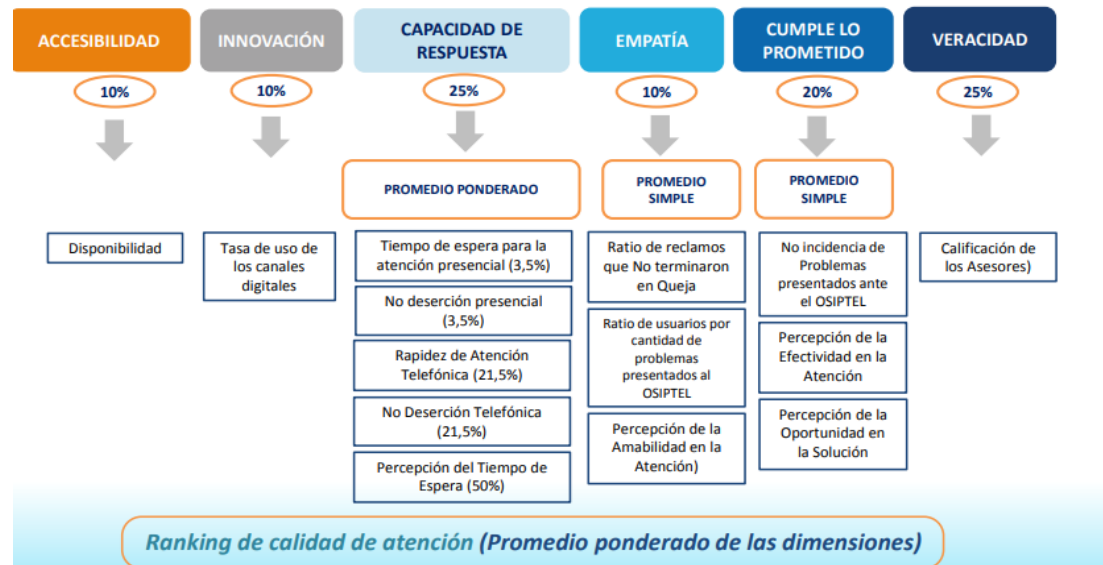 ACCESIBILIDAD
INNOVACIÓN
CAPACIDAD DE
RESPUESTA
EMPATÍA
CUMPLE LO
PROMETIDO
VERACIDAD
10%
10%
25%
10%
20%
25%
PROMEDIO PONDERADO
PROMEDIO
SIMPLE
PROMEDIO
SIMPLE
Disponibilidad
Tasa de uso de
los canales
digitales
Tiempo de espera para la
atención presencial (3,5%)
No deserción presencial
(3,5%)
Rapidez de Atención
Telefónica (21,5%)
No Deserción Telefónica
(21,5%)
Percepción del Tiempo de
Espera (50%)
Ratio de reclamos
que No terminaron
en Queja
Ratio de usuarios por
cantidad de
problemas
presentados al
OSIPTEL
Percepción de la
Amabilidad en la
Atención)
No incidencia de
Problemas
presentados ante
el OSIPTEL
Percepción de la
Efectividad en la
Atención
Percepción de la
Oportunidad en
la Solución
Calificación de
los Asesores)
Ranking de calidad de atención (Promedio ponderado de las dimensiones)